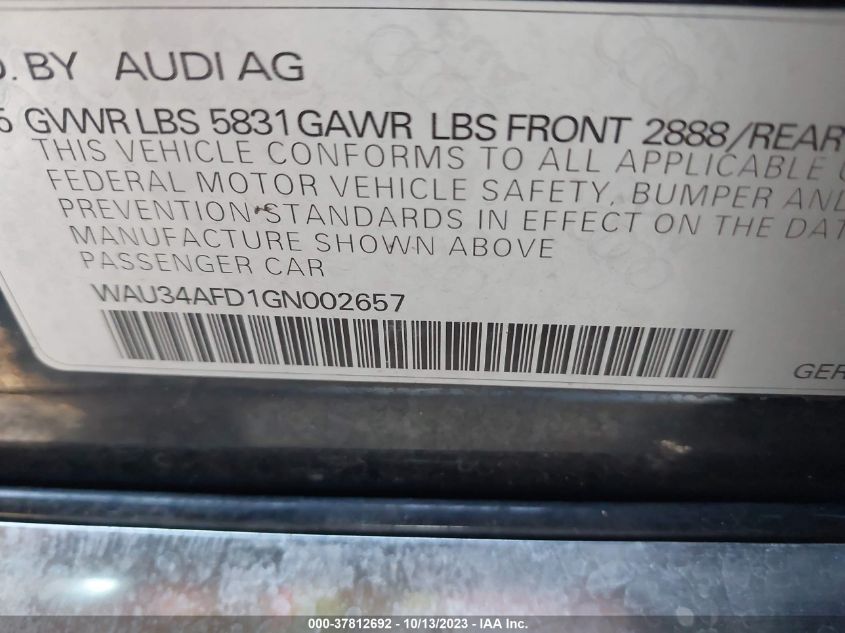 . BY AUDI AG
GVWR LBS 5831 GAWR LBS FRONT 2888/REAR
THIS VEHICLE CONFORMS TO ALL APPLICABLE
FEDERAL MOTOR VEHICLE SAFETY, BUMPER AND
PREVENTION STANDARDS IN EFFECT ON THE DAT
MANUFACTURE SHOWN ABOVE
PASSENGER CAR
WAU34AFD1GN002657
GER
000-37812692 - 10/13/2023 - IAA Inc.